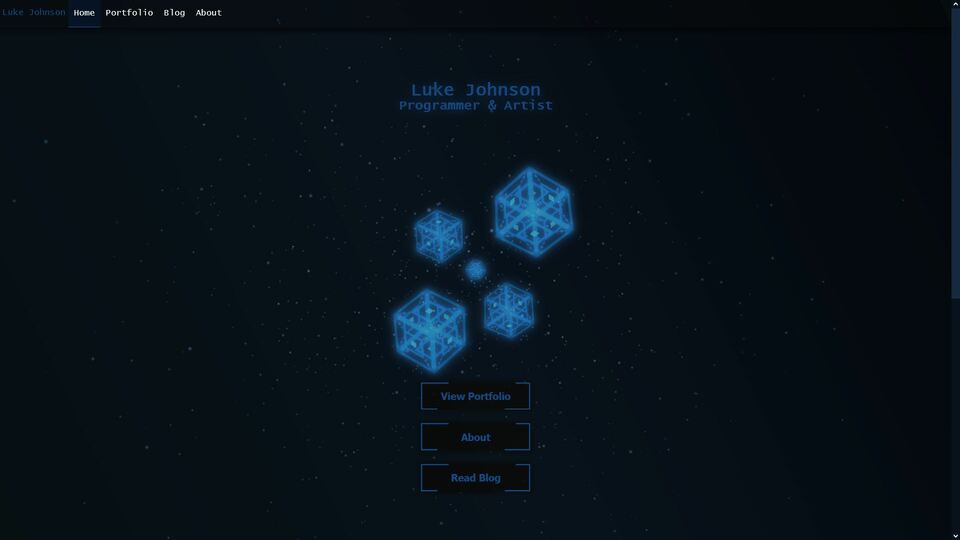 Luke Johnson Home Portfolio Blog About
Luke Johnson
Programmer & Artist
View Portfolio
About
Read Blog